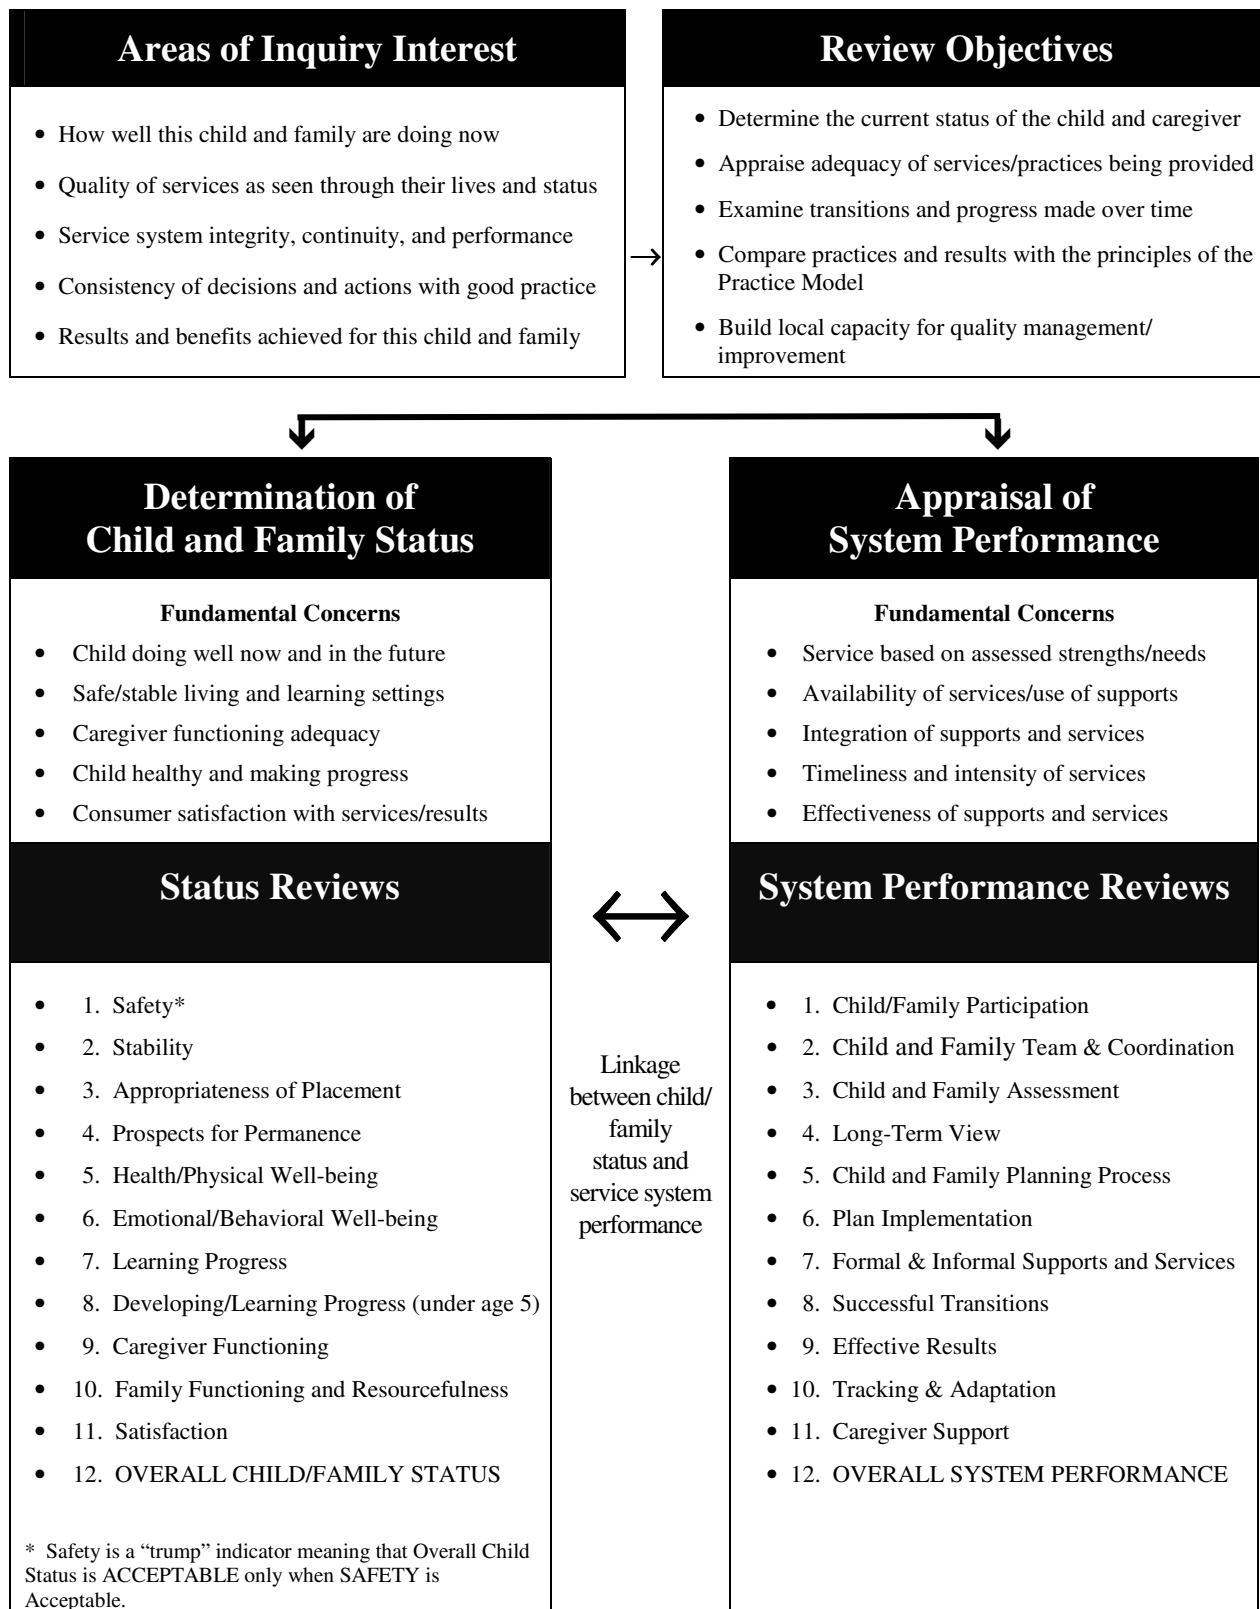 Areas of Inquiry Interest
• How well this child and family are doing now
• Quality of services as seen through their lives and status
• Service system integrity, continuity, and performance
• Consistency of decisions and actions with good practice
• Results and benefits achieved for this child and family
→
Review Objectives
• Determine the current status of the child and caregiver
• Appraise adequacy of services/practices being provided
• Examine transitions and progress made over time
• Compare practices and results with the principles of the
Practice Model
• Build local capacity for quality management/
improvement
Determination of
Child and Family Status
Fundamental Concerns
• Child doing well now and in the future
• Safe/stable living and learning settings
• Caregiver functioning adequacy
• Child healthy and making progress
• Consumer satisfaction with services/results
Status Reviews
• 1. Safety*
• 2. Stability
• 3. Appropriateness of Placement
• 4. Prospects for Permanence
• 5. Health/Physical Well-being
• 6. Emotional/Behavioral Well-being
• 7. Learning Progress
• 8. Developing/Learning Progress (under age 5)
• 9. Caregiver Functioning
• 10. Family Functioning and Resourcefulness
• 11. Satisfaction
• 12. OVERALL CHILD/FAMILY STATUS
* Safety is a “trump” indicator meaning that Overall Child
Status is ACCEPTABLE only when SAFETY is
Acceptable.
Linkage
between child/
family
status and
service system
performance
Appraisal of
System Performance
Fundamental Concerns
• Service based on assessed strengths/needs
• Availability of services/use of supports
• Integration of supports and services
• Timeliness and intensity of services
• Effectiveness of supports and services
System Performance Reviews
• 1. Child/Family Participation
• 2. Child and Family Team & Coordination
• 3. Child and Family Assessment
• 4. Long-Term View
• 5. Child and Family Planning Process
• 6. Plan Implementation
• 7. Formal & Informal Supports and Services
• 8. Successful Transitions
• 9. Effective Results
• 10. Tracking & Adaptation
• 11. Caregiver Support
• 12. OVERALL SYSTEM PERFORMANCE